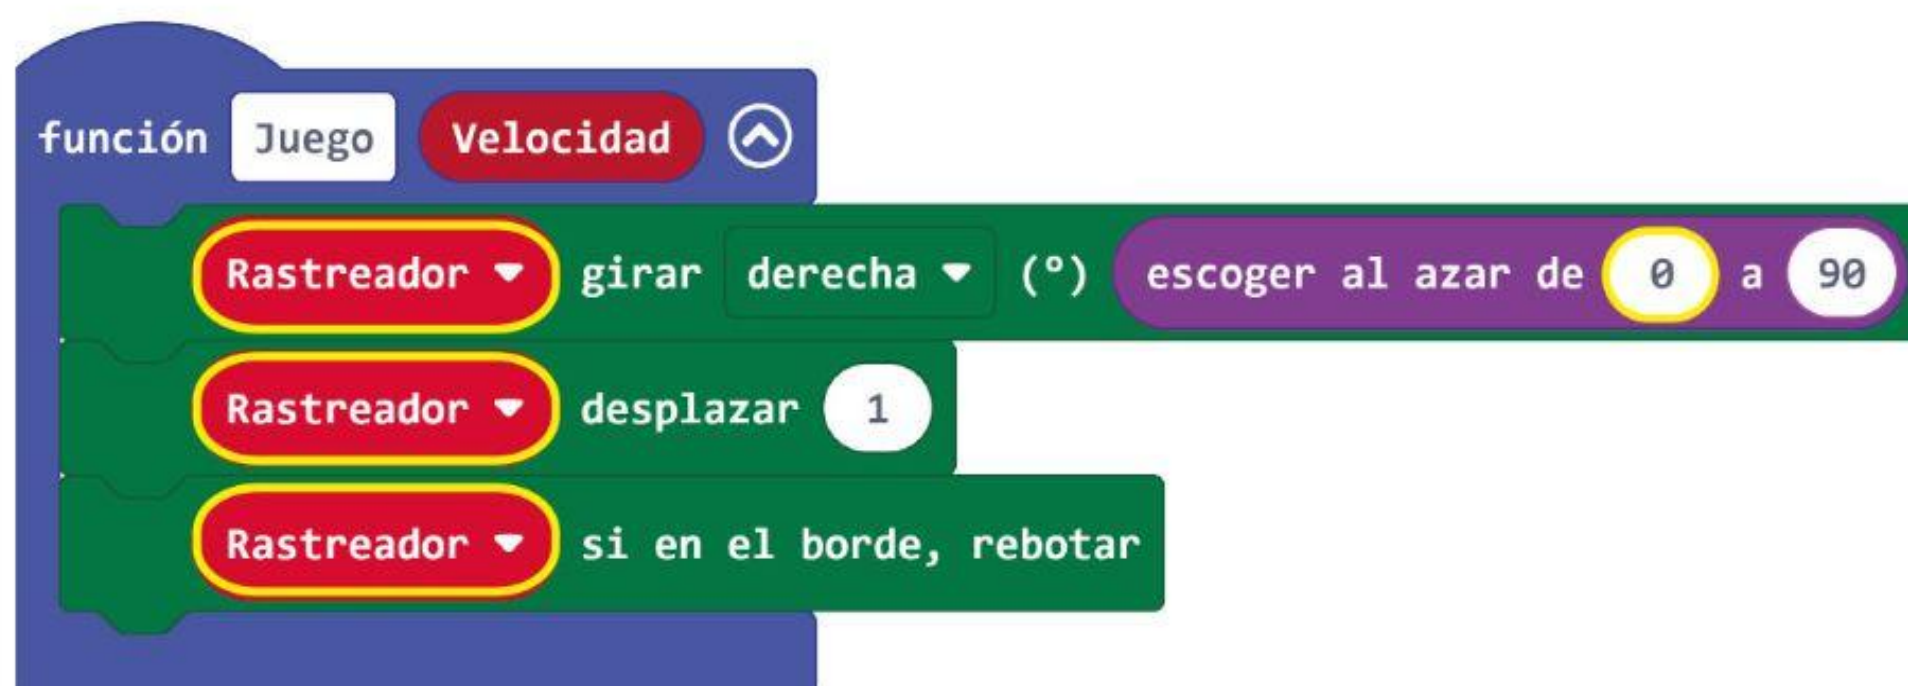 función Juego Velocidad
Rastreador girar derecha (°) escoger al azar de 0 a 90
Rastreador desplazar 1
Rastreador si en el borde, rebotar